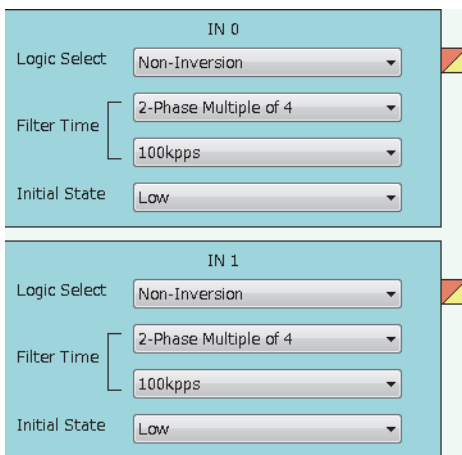 IN 0
Logic Select Non-Inversion
Filter Time 2-Phase Multiple of 4
100kpps
Initial State Low
IN 1
Logic Select Non-Inversion
Filter Time 2-Phase Multiple of 4
100kpps
Initial State Low